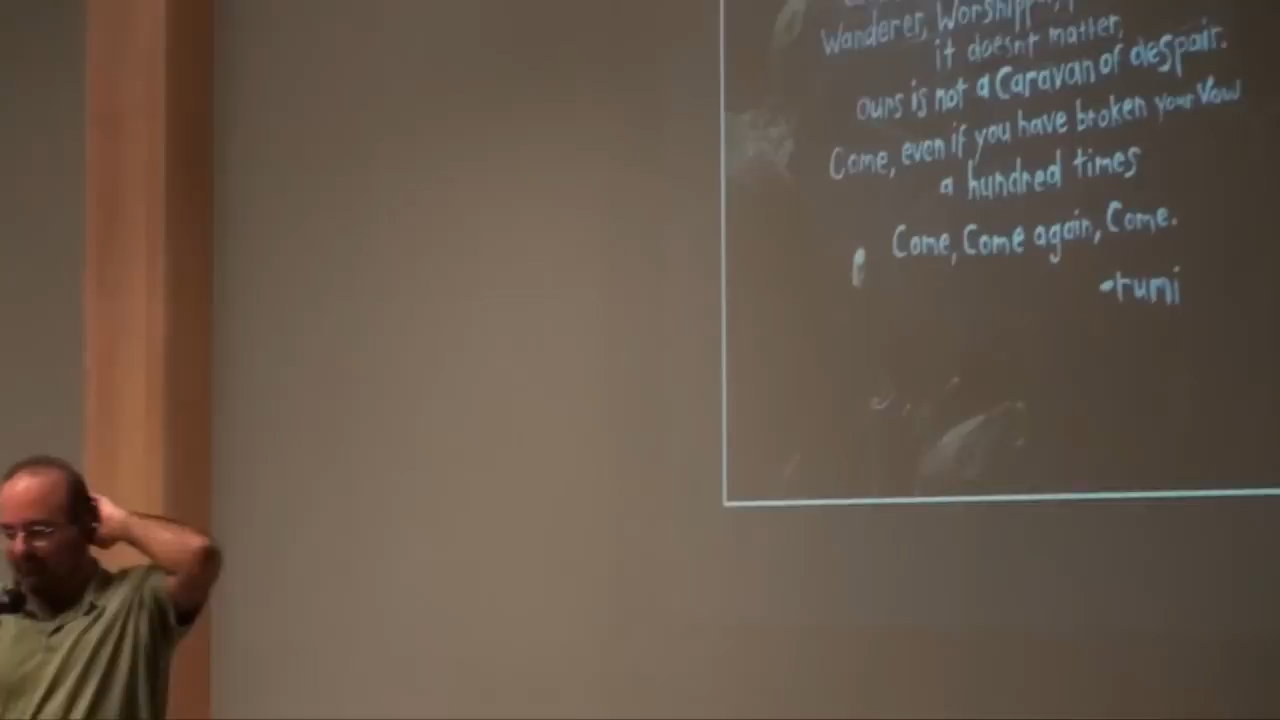 Wanderer, Worshipper,
it doesnt matter,
ours is not a Caravan of despair.
Come, even if you have broken your Vow
a hundred times
Come, Come again, Come.
-rumi